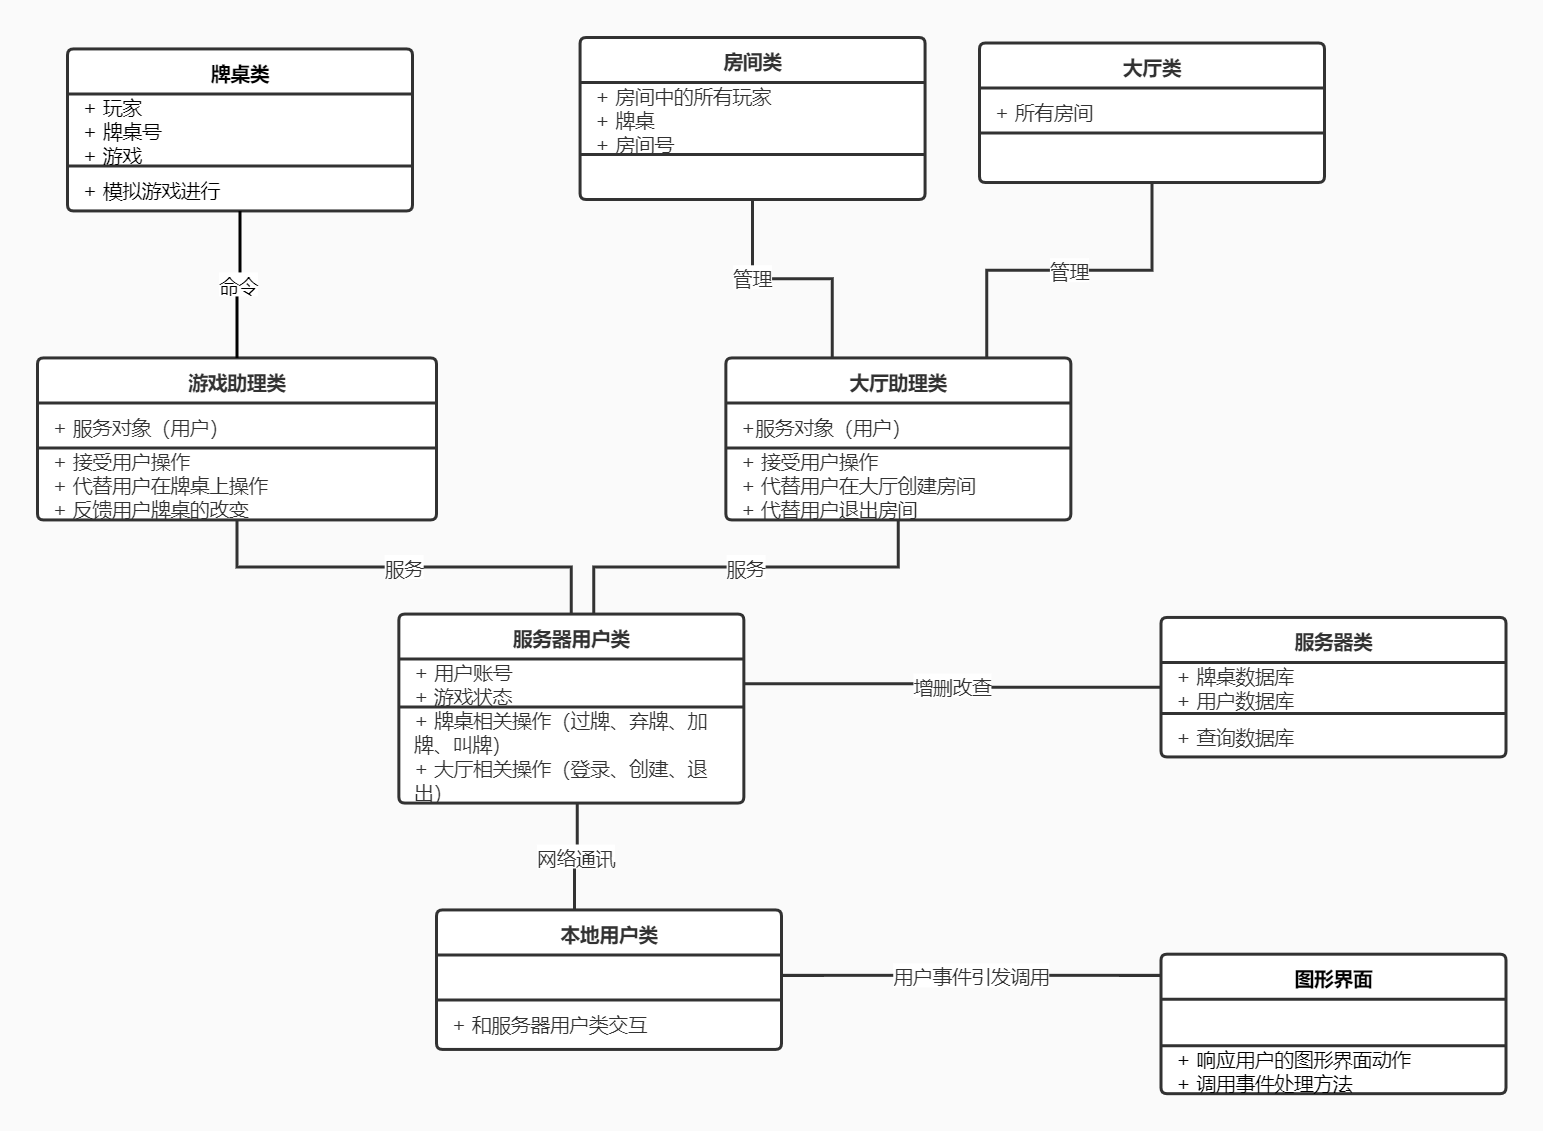 牌桌类
+ 玩家
+ 牌桌号
+ 游戏
+ 模拟游戏进行
房间类
+ 房间中的所有玩家
+ 牌桌
+ 房间号
大厅类
+ 所有房间
命令
管理
管理
游戏助理类
+ 服务对象（用户）
+ 接受用户操作
+ 代替用户在牌桌上操作
+ 反馈用户牌桌的改变
大厅助理类
+服务对象（用户）
+ 接受用户操作
+ 代替用户在大厅创建房间
+ 代替用户退出房间
服务
服务
服务器用户类
+ 用户账号
+ 游戏状态
+ 牌桌相关操作（过牌、弃牌、加
牌、叫牌）
+ 大厅相关操作（登录、创建、退
出）
增删改查
服务器类
+ 牌桌数据库
+ 用户数据库
+ 查询数据库
网络通讯
本地用户类
+ 和服务器用户类交互
用户事件引发调用
图形界面
+ 响应用户的图形界面动作
+ 调用事件处理方法